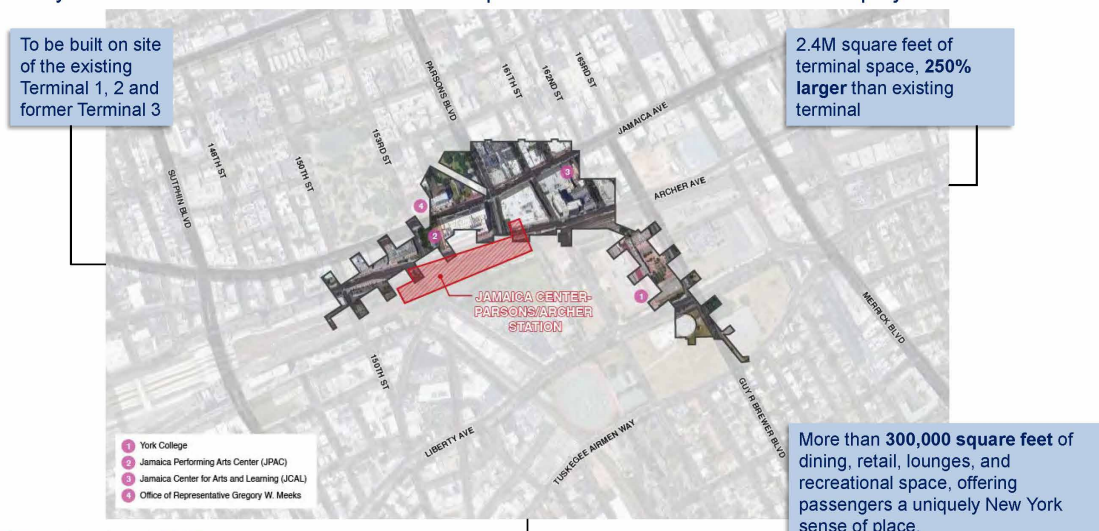 To be built on site
of the existing
Terminal 1, 2 and
former Terminal 3
2.4M square feet of
terminal space, 250%
larger than existing
terminal
PARSONS BLVD
161TH ST
162ND ST
163RD ST
JAMAICA AVE
153RD ST
148TH ST
150TH ST
SUTPHIN BLVD
ARCHER AVE
3
4
2
1
JAMAICA CENTER-
PARSONS/ARCHER
STATION
MERRICK BLVD
150TH ST
GUY R BREWER BLVD
LIBERTY AVE
TUSKEGEE AIRMEN WAY
1 York College
2 Jamaica Performing Arts Center (JPAC)
3 Jamaica Center for Arts and Learning (JCAL)
4 Office of Representative Gregory W. Meeks
More than 300,000 square feet of
dining, retail, lounges, and
recreational space, offering
passengers a uniquely New York
sense of place.